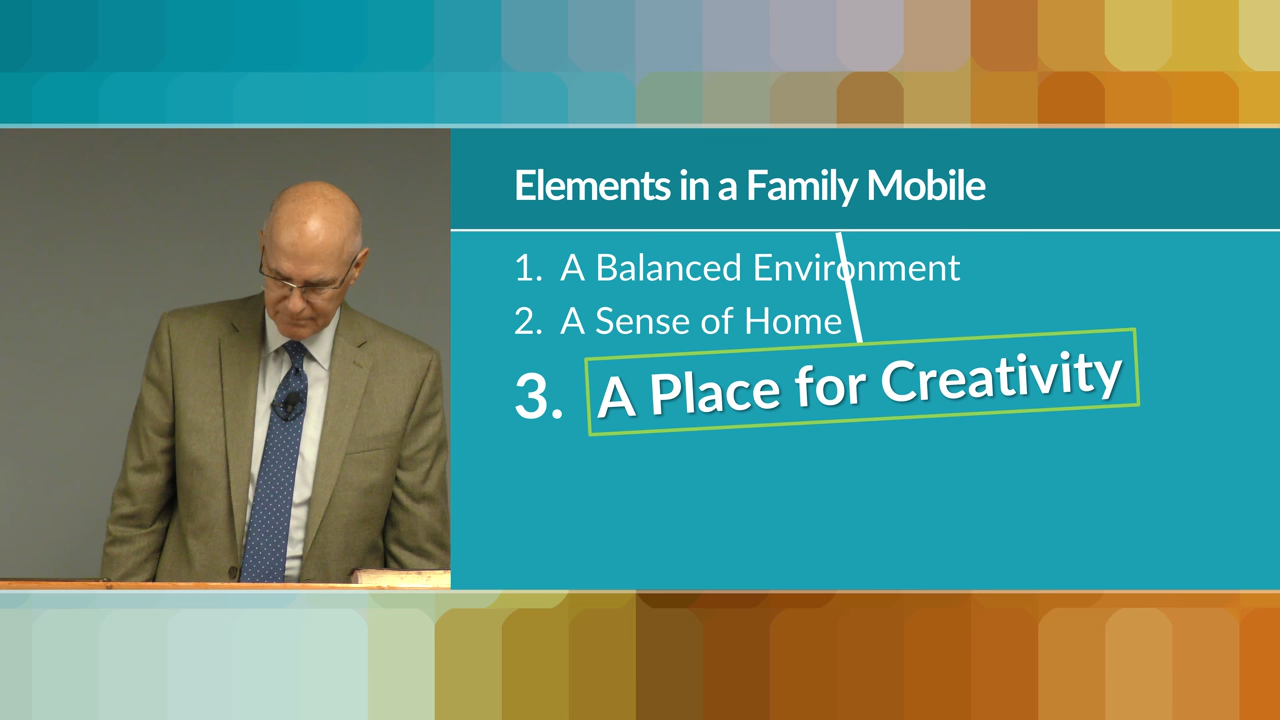 Elements in a Family Mobile
1. A Balanced Environment
2. A Sense of Home
3. A Place for Creativity